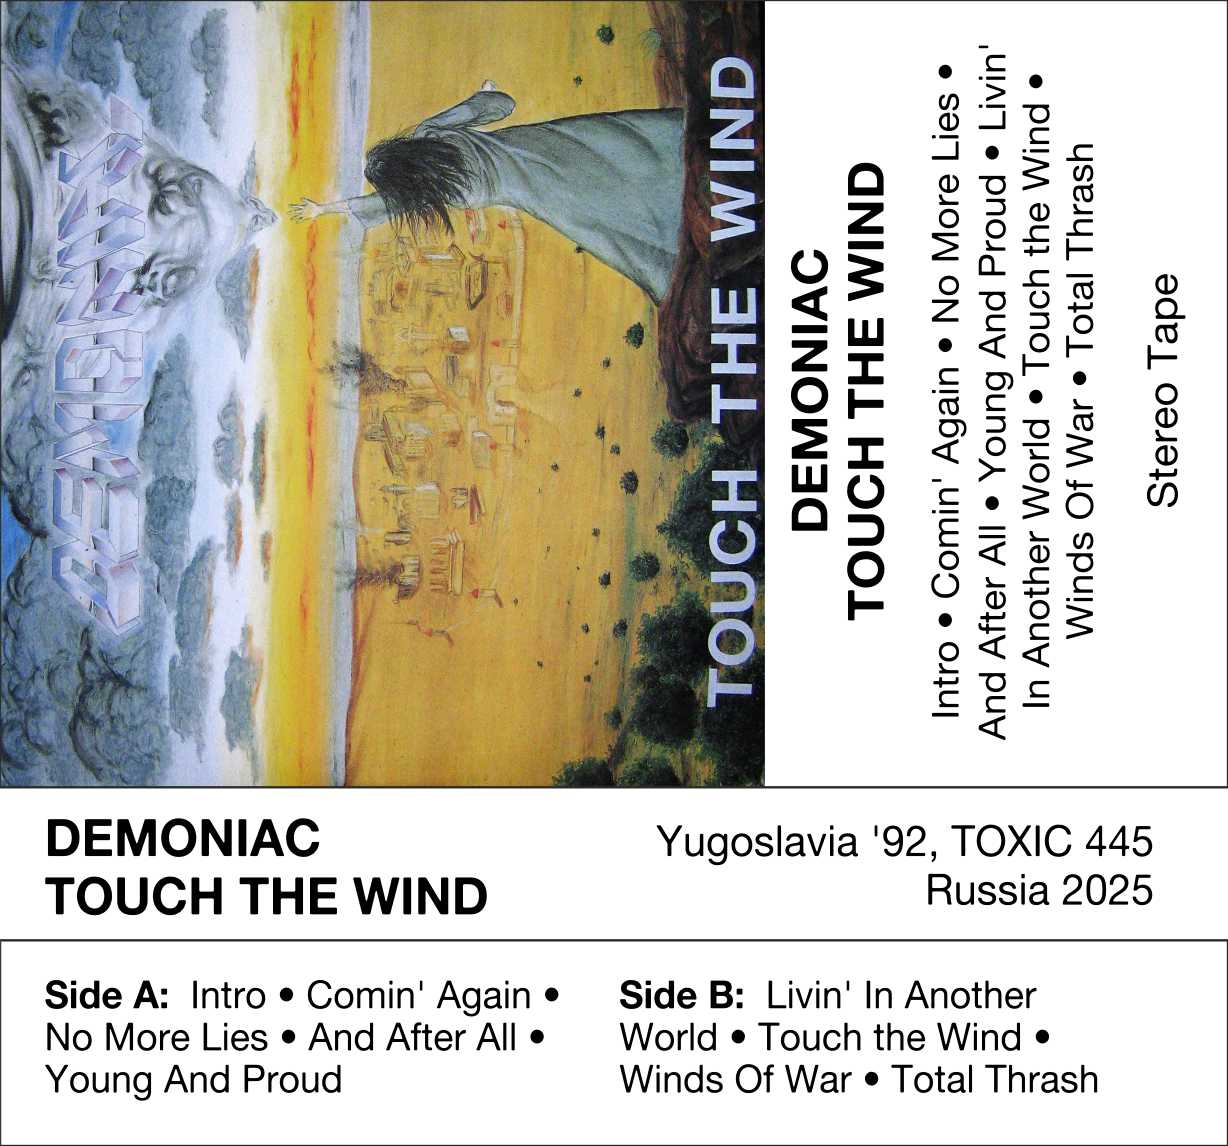 DEMONIAC
TOUCH THE WIND
DEMONIAC
TOUCH THE WIND
Intro • Comin' Again • No More Lies •
And After All • Young And Proud • Livin'
In Another World • Touch the Wind •
Winds Of War • Total Thrash
Stereo Tape
DEMONIAC
TOUCH THE WIND
Yugoslavia '92, TOXIC 445
Russia 2025
Side A: Intro • Comin' Again •
No More Lies • And After All •
Young And Proud
Side B: Livin' In Another
World • Touch the Wind •
Winds Of War • Total Thrash